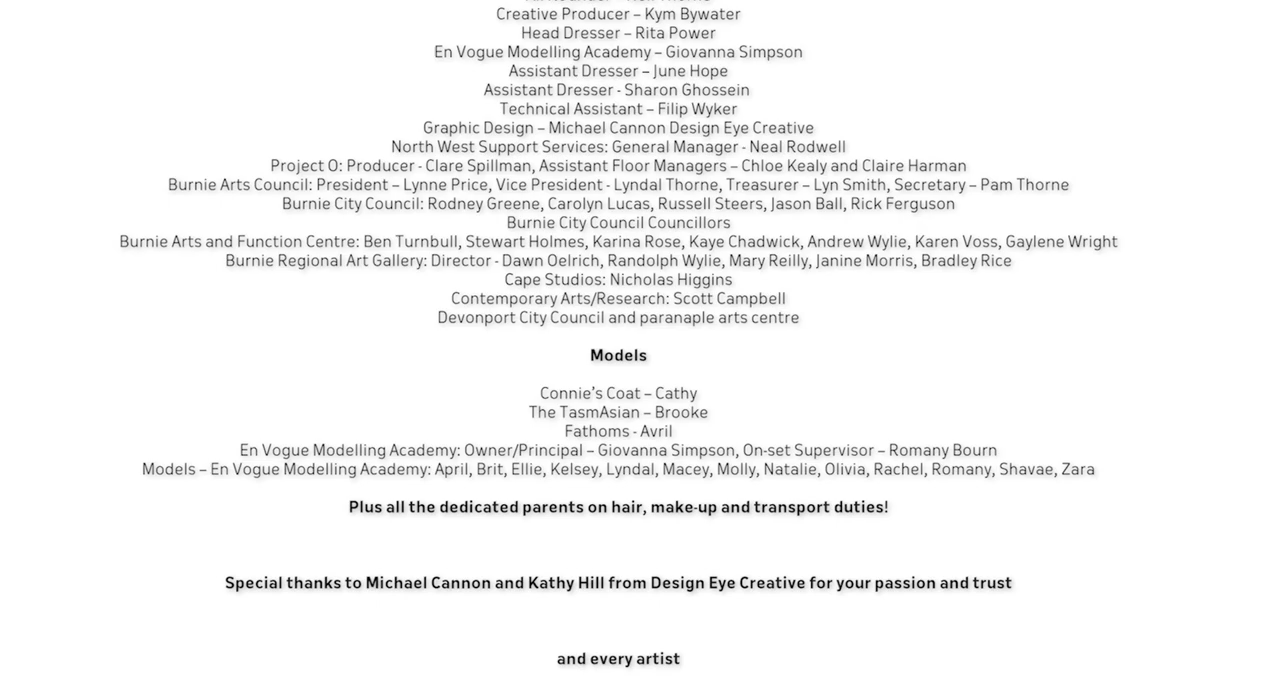 Creative Producer – Kym Bywater
Head Dresser – Rita Power
En Vogue Modelling Academy – Giovanna Simpson
Assistant Dresser – June Hope
Assistant Dresser - Sharon Ghossein
Technical Assistant – Filip Wyker
Graphic Design – Michael Cannon Design Eye Creative
North West Support Services: General Manager - Neal Rodwell
Project O: Producer - Clare Spillman, Assistant Floor Managers – Chloe Kealy and Claire Harman
Burnie Arts Council: President – Lynne Price, Vice President - Lyndal Thorne, Treasurer – Lyn Smith, Secretary – Pam Thorne
Burnie City Council: Rodney Greene, Carolyn Lucas, Russell Steers, Jason Ball, Rick Ferguson
Burnie City Council Councillors
Burnie Arts and Function Centre: Ben Turnbull, Stewart Holmes, Karina Rose, Kaye Chadwick, Andrew Wylie, Karen Voss, Gaylene Wright
Burnie Regional Art Gallery: Director - Dawn Oelrich, Randolph Wylie, Mary Reilly, Janine Morris, Bradley Rice
Cape Studios: Nicholas Higgins
Contemporary Arts/Research: Scott Campbell
Devonport City Council and paranaple arts centre
Models
Connie’s Coat – Cathy
The TasmAsian – Brooke
Fathoms - Avril
En Vogue Modelling Academy: Owner/Principal – Giovanna Simpson, On-set Supervisor – Romany Bourn
Models – En Vogue Modelling Academy: April, Brit, Ellie, Kelsey, Lyndal, Macey, Molly, Natalie, Olivia, Rachel, Romany, Shavae, Zara
Plus all the dedicated parents on hair, make-up and transport duties!
Special thanks to Michael Cannon and Kathy Hill from Design Eye Creative for your passion and trust
and every artist